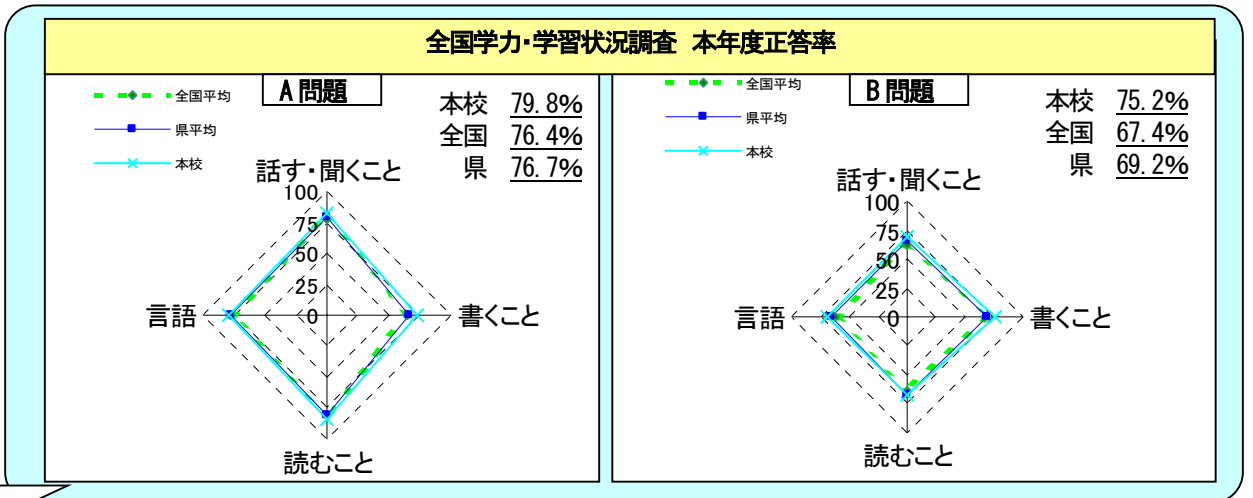 全国学力・学習状況調査 本年度正答率
全国平均
県平均
本校
A問題
本校 79.8%
全国 76.4%
県 76.7%
話す・聞くこと
100
75
50
25
0
言語
書くこと
読むこと
全国平均
県平均
本校
B問題
本校 75.2%
全国 67.4%
県 69.2%
話す・聞くこと
100
75
50
25
0
言語
書くこと
読むこと